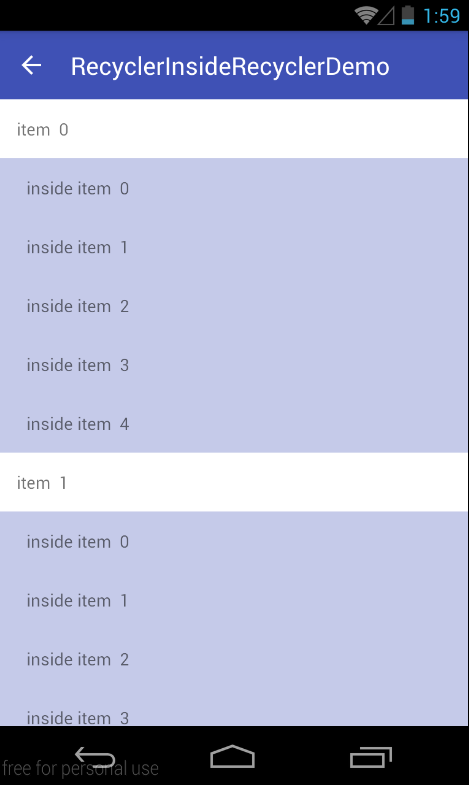 1:59
RecyclerInsideRecyclerDemo
item 0
inside item 0
inside item 1
inside item 2
inside item 3
inside item 4
item 1
inside item 0
inside item 1
inside item 2
inside item 3
free for personal use